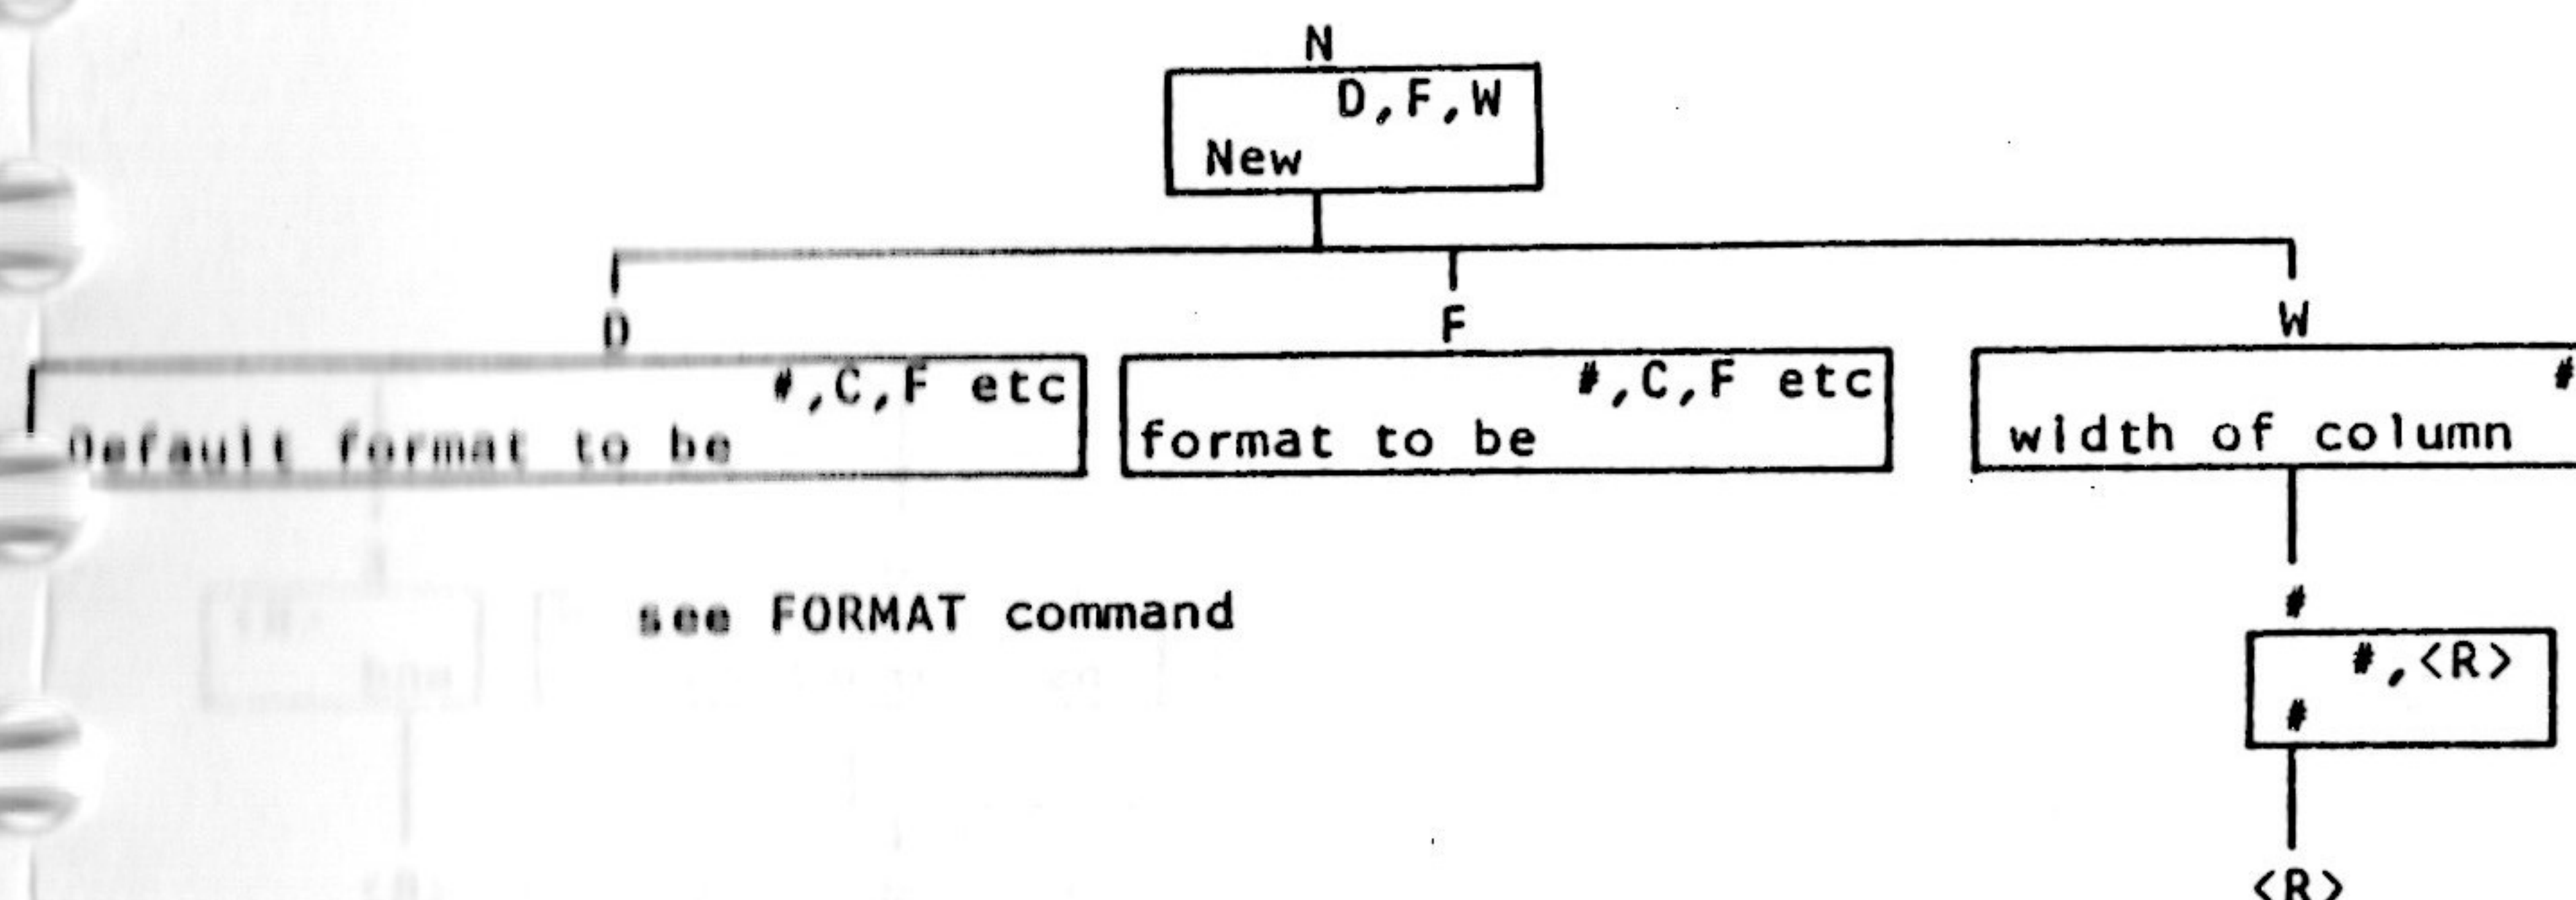 N
D,F,W
New
D F W
#,C,F etc #,C,F etc #
Default format to be format to be width of column
#
see FORMAT command
#,<R>
#
<R>